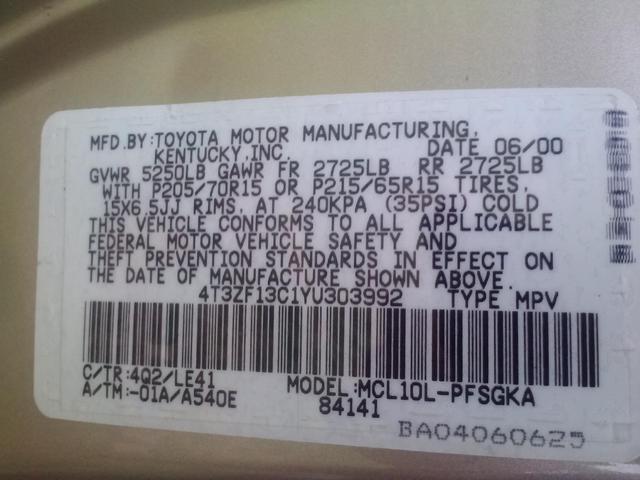 MFD.BY:TOYOTA MOTOR MANUFACTURING,
KENTUCKY,INC. DATE 06/00
GVWR 5250LB GAWR FR 2725LB RR 2725LB
WITH P205/70R15 OR P215/65R15 TIRES,
15X6.5JJ RIMS, AT 240KPA (35PSI) COLD
THIS VEHICLE CONFORMS TO ALL APPLICABLE
FEDERAL MOTOR VEHICLE SAFETY AND
THEFT PREVENTION STANDARDS IN EFFECT ON
THE DATE OF MANUFACTURE SHOWN ABOVE.
4T3ZF13C1YU303992 TYPE MPV
C/TR:4Q2/LE41 MODEL:MCL10L-PFSGKA
A/TM:-01A/A540E 84141
BA04060625